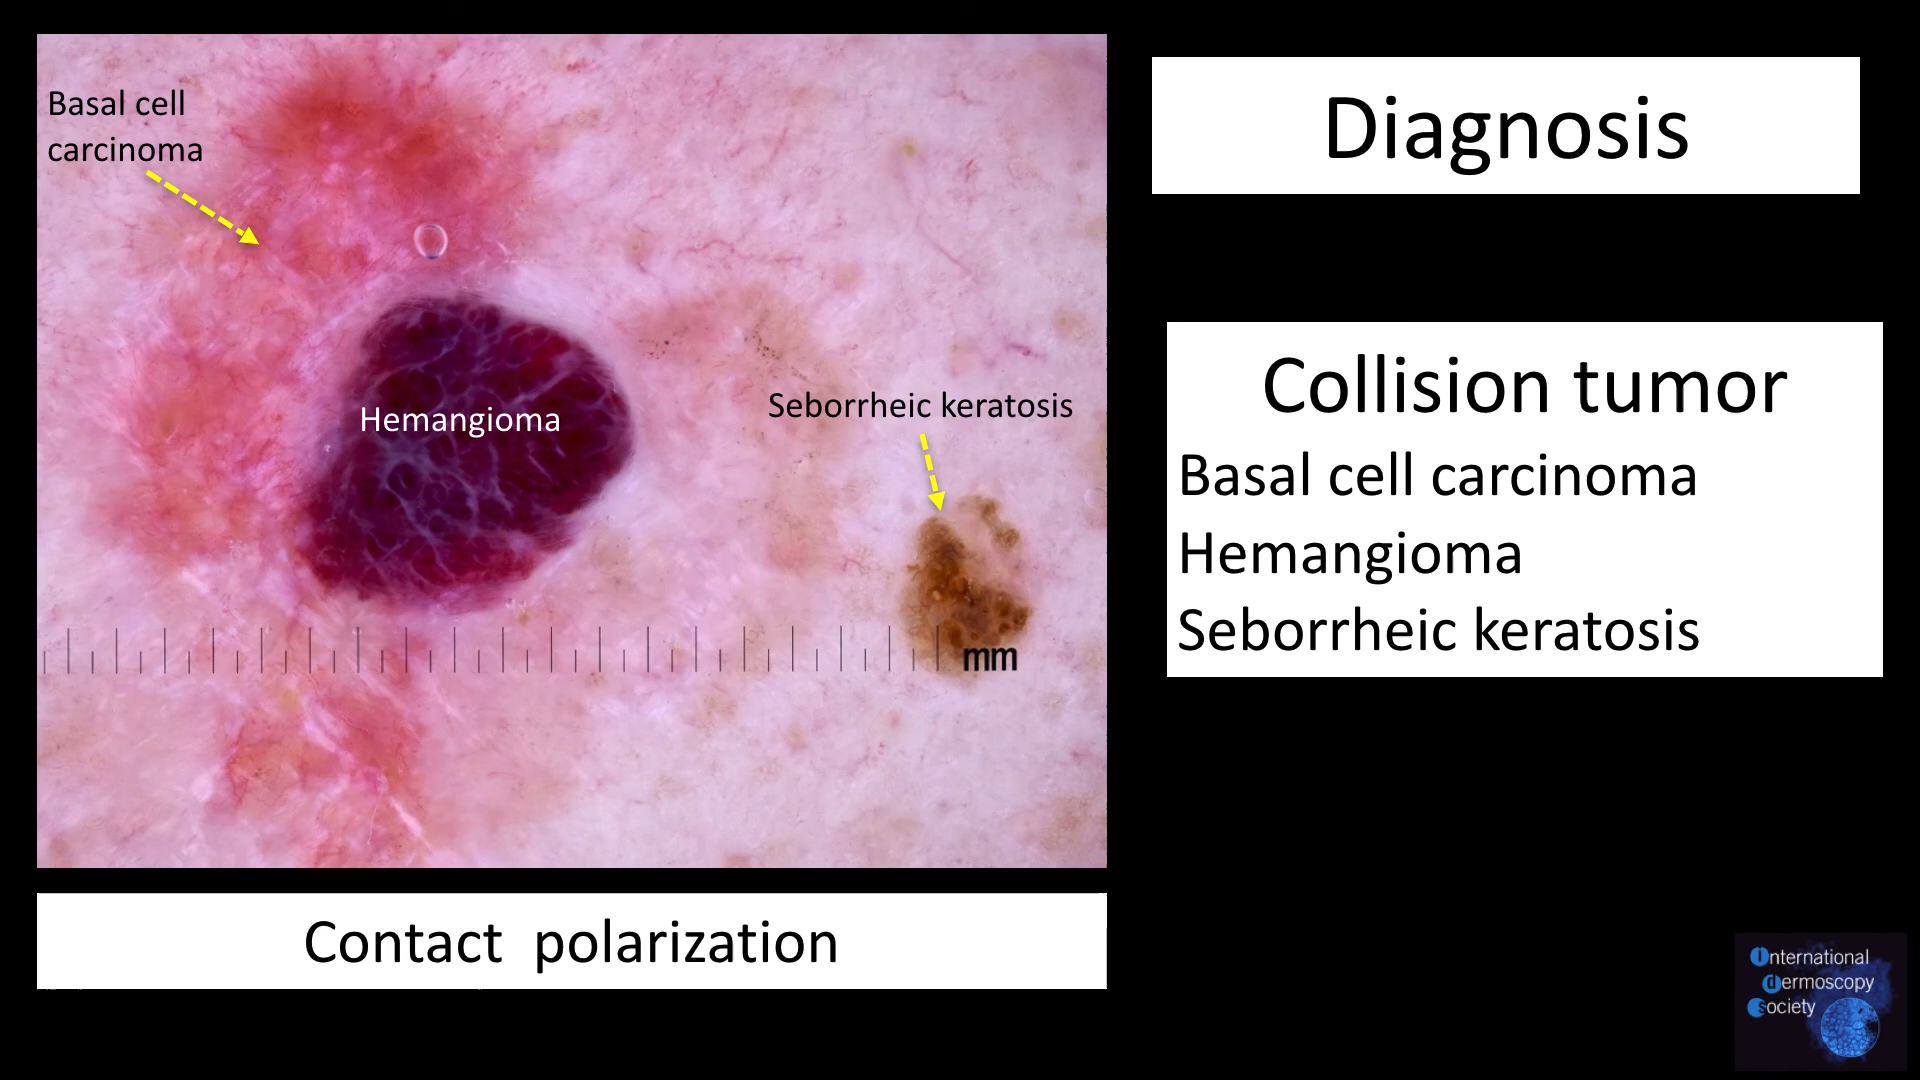 Diagnosis
Basal cell
carcinoma
Hemangioma
Seborrheic keratosis
mm
Collision tumor
Basal cell carcinoma
Hemangioma
Seborrheic keratosis
Contact polarization
International
dermoscopy
society